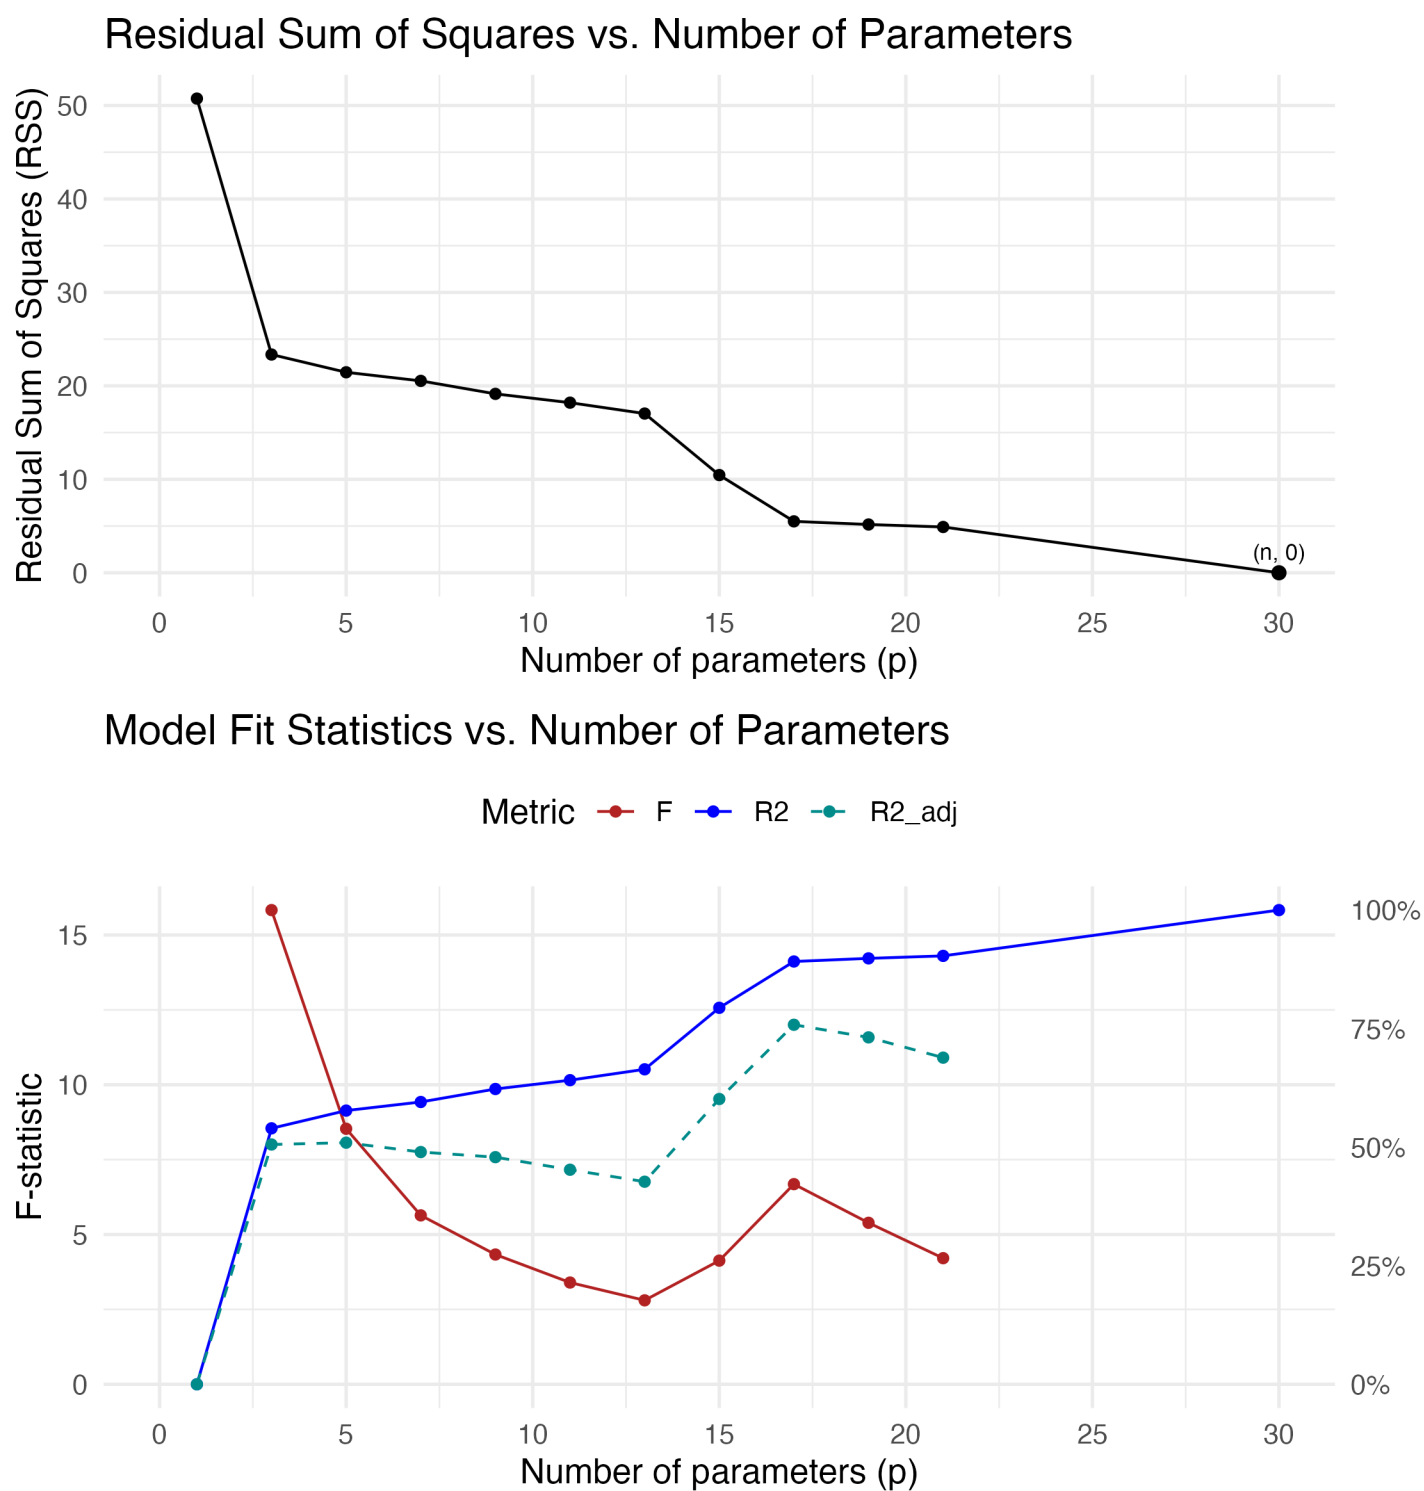 Residual Sum of Squares vs. Number of Parameters
Residual Sum of Squares (RSS)
50
40
30
20
10
0
(n, 0)
0 5 10 15 20 25 30
Number of parameters (p)
Model Fit Statistics vs. Number of Parameters
Metric F R2 R2_adj
F-statistic
15
10
5
0
100%
75%
50%
25%
0%
0 5 10 15 20 25 30
Number of parameters (p)